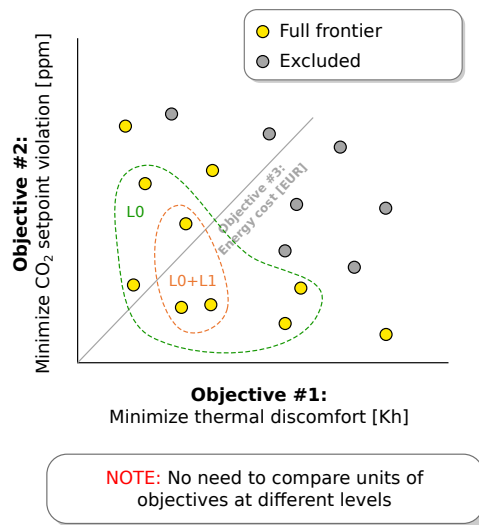 Full frontier
Excluded
Objective #2:
Minimize CO₂ setpoint violation [ppm]
Objective #3:
Energy cost [EUR]
L0
L0+L1
Objective #1:
Minimize thermal discomfort [Kh]
NOTE: No need to compare units of
objectives at different levels